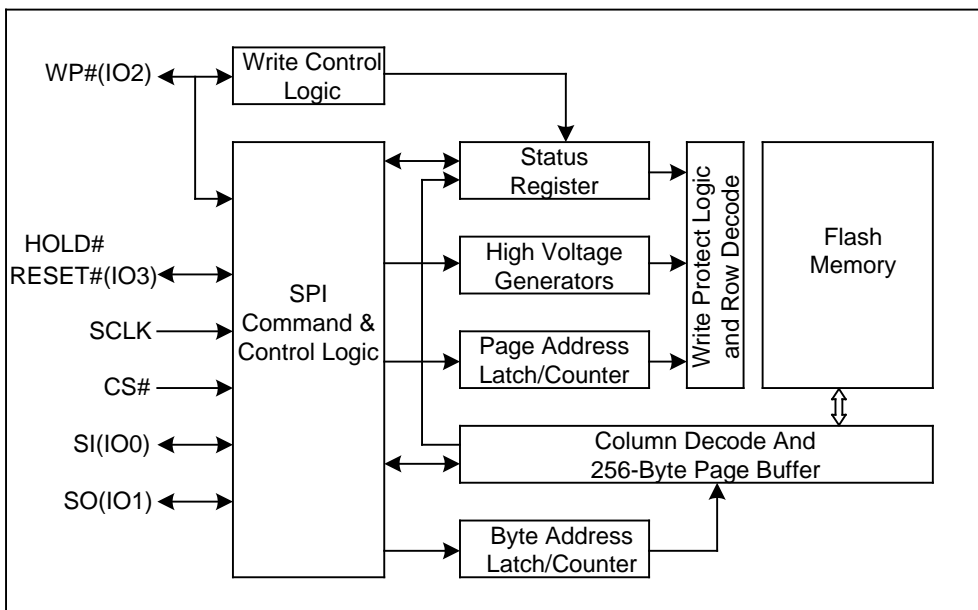 WP#(IO2)
Write Control
Logic
HOLD#
RESET#(IO3)
SCLK
CS#
SI(IO0)
SO(IO1)
SPI
Command &
Control Logic
Status
Register
High Voltage
Generators
Page Address
Latch/Counter
Write Protect Logic
and Row Decode
Flash
Memory
Column Decode And
256-Byte Page Buffer
Byte Address
Latch/Counter